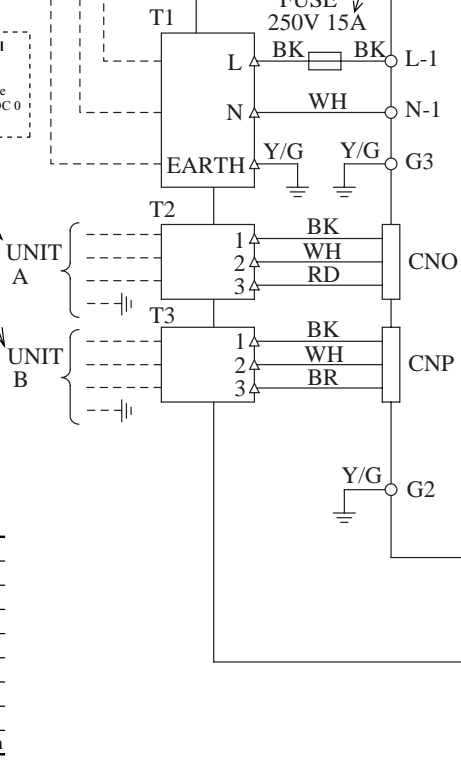 FUSE
250V 15A
T1
L BK BK L-1
N WH N-1
EARTH Y/G Y/G G3
T2
UNIT
A
1 BK
2 WH
3 RD
CNO
T3
UNIT
B
1 BK
2 WH
3 BR
CNP
Y/G G2